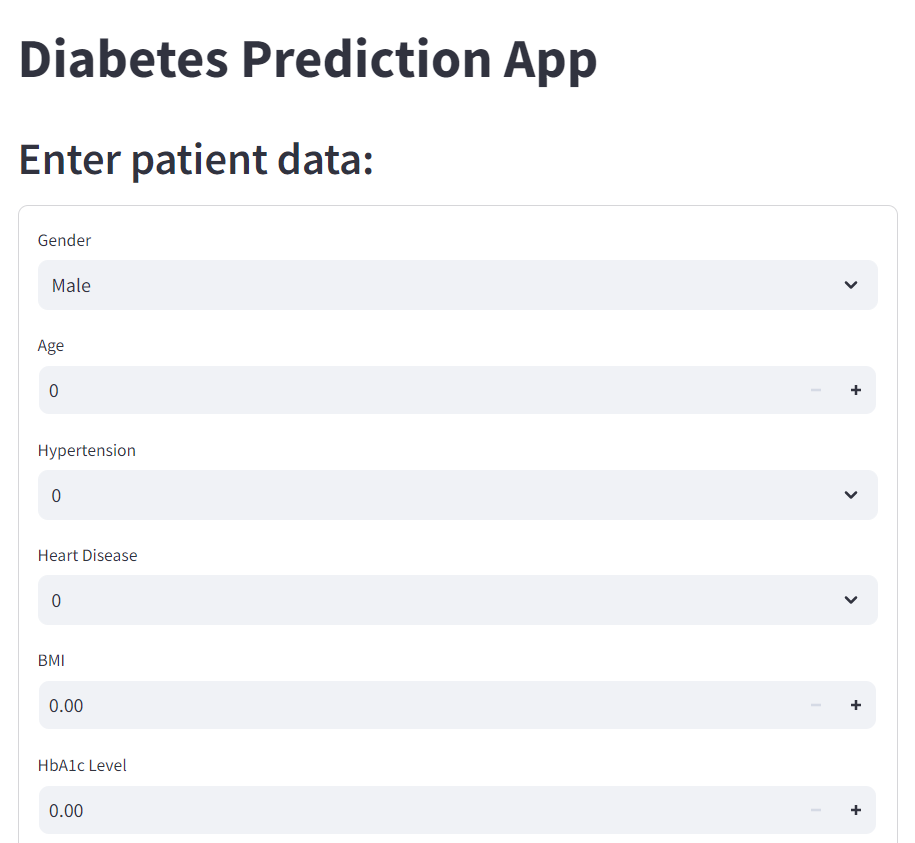 Diabetes Prediction App
Enter patient data:
Gender
Male
Age
0
Hypertension
0
Heart Disease
0
BMI
0.00
HbA1c Level
0.00